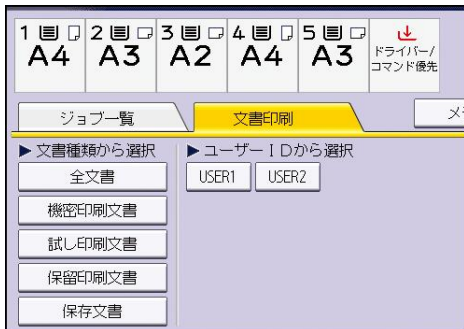 1 2 3 4 5
A4 A3 A2 A4 A3 ドライバー/
コマンド優先
ジョブ一覧 文書印刷
▶文書種類から選択 ▶ユーザーIDから選択
全文書 USER1 USER2
機密印刷文書
試し印刷文書
保留印刷文書
保存文書